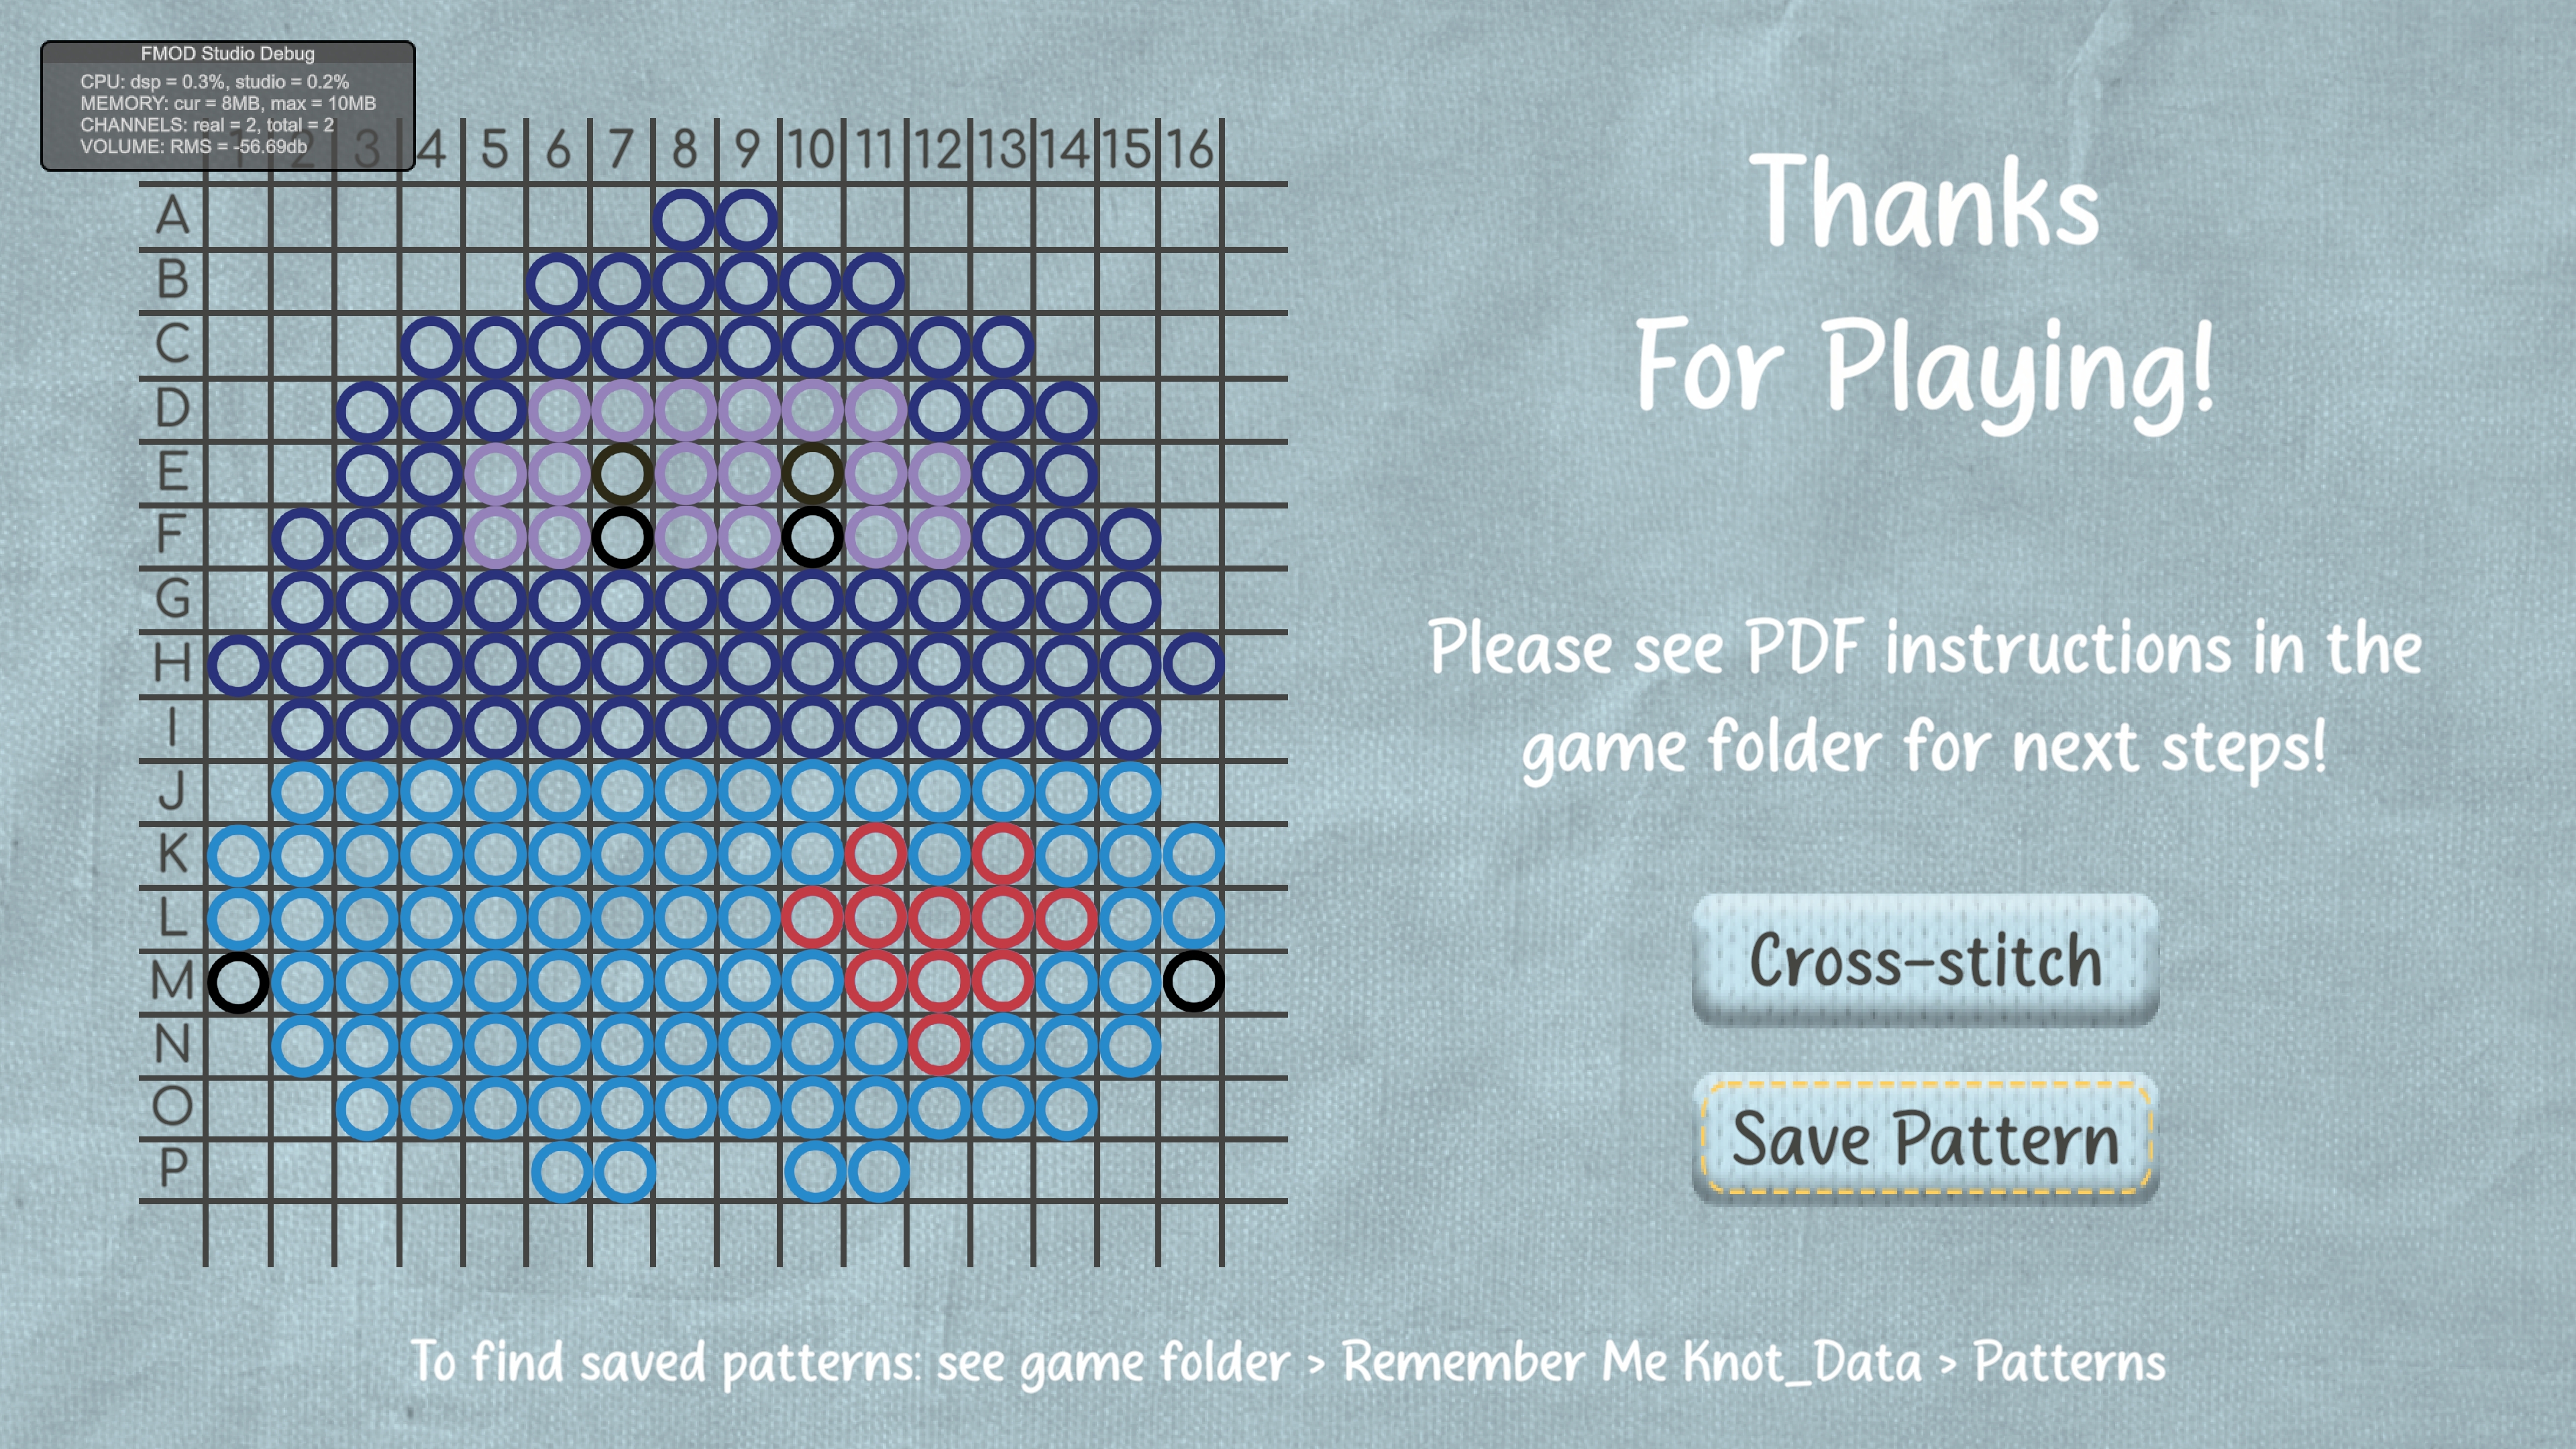 FMOD Studio Debug
CPU: dsp = 0.3%, studio = 0.2%
MEMORY: cur = 8MB, max = 10MB
CHANNELS: real = 2, total = 2
VOLUME: RMS = -56.69db
1 2 3 4 5 6 7 8 9 10 11 12 13 14 15 16
A
B
C
D
E
F
G
H
I
J
K
L
M
N
O
P
Thanks
For Playing!
Please see PDF instructions in the
game folder for next steps!
Cross-stitch
Save Pattern
To find saved patterns: see game folder > Remember Me Knot_Data > Patterns